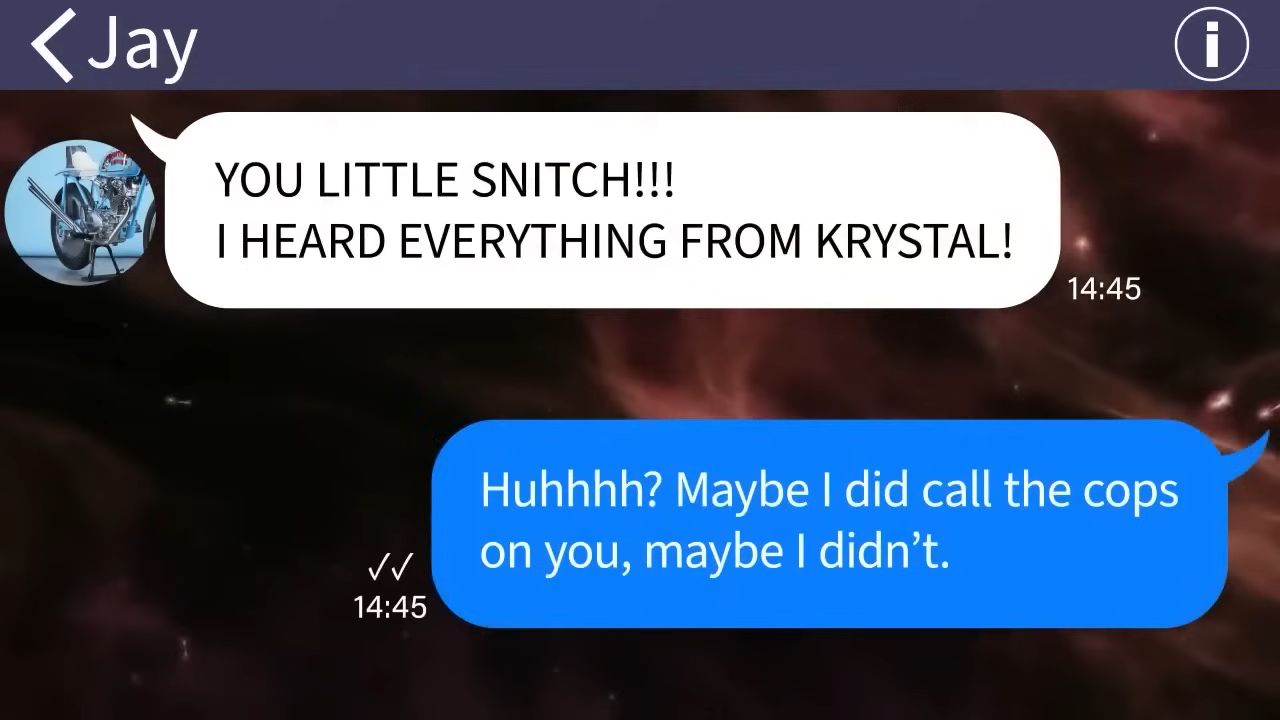 Jay
YOU LITTLE SNITCH!!!
I HEARD EVERYTHING FROM KRYSTAL!
14:45
Huhhhh? Maybe I did call the cops
on you, maybe I didn’t.
14:45